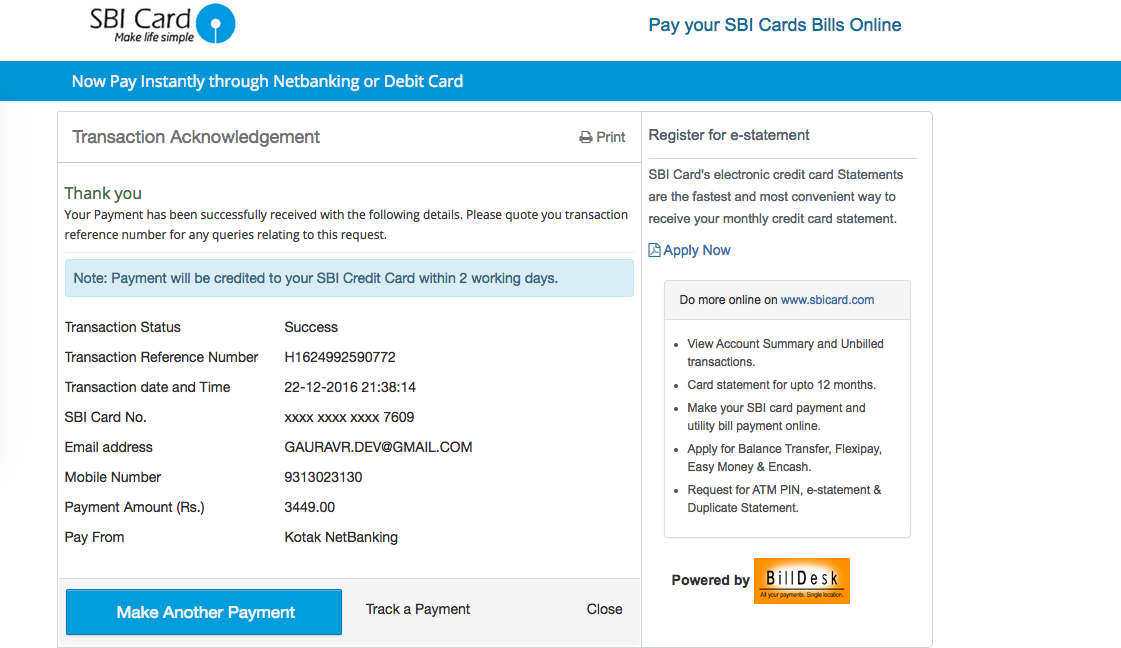 SBI Card
Make life simple
Pay your SBI Cards Bills Online
Now Pay Instantly through Netbanking or Debit Card
Transaction Acknowledgement
Print
Thank you
Your Payment has been successfully received with the following details. Please quote you transaction
reference number for any queries relating to this request.
Note: Payment will be credited to your SBI Credit Card within 2 working days.
Transaction Status Success
Transaction Reference Number H1624992590772
Transaction date and Time 22-12-2016 21:38:14
SBI Card No. xxxx xxxx xxxx 7609
Email address GAURAVR.DEV@GMAIL.COM
Mobile Number 9313023130
Payment Amount (Rs.) 3449.00
Pay From Kotak NetBanking
Make Another Payment
Track a Payment
Close
Register for e-statement
SBI Card's electronic credit card Statements
are the fastest and most convenient way to
receive your monthly credit card statement.
Apply Now
Do more online on www.sbicard.com
View Account Summary and Unbilled
transactions.
Card statement for upto 12 months.
Make your SBI card payment and
utility bill payment online.
Apply for Balance Transfer, Flexipay,
Easy Money & Encash.
Request for ATM PIN, e-statement &
Duplicate Statement.
Powered by
BillDesk
All your payments. Single location.